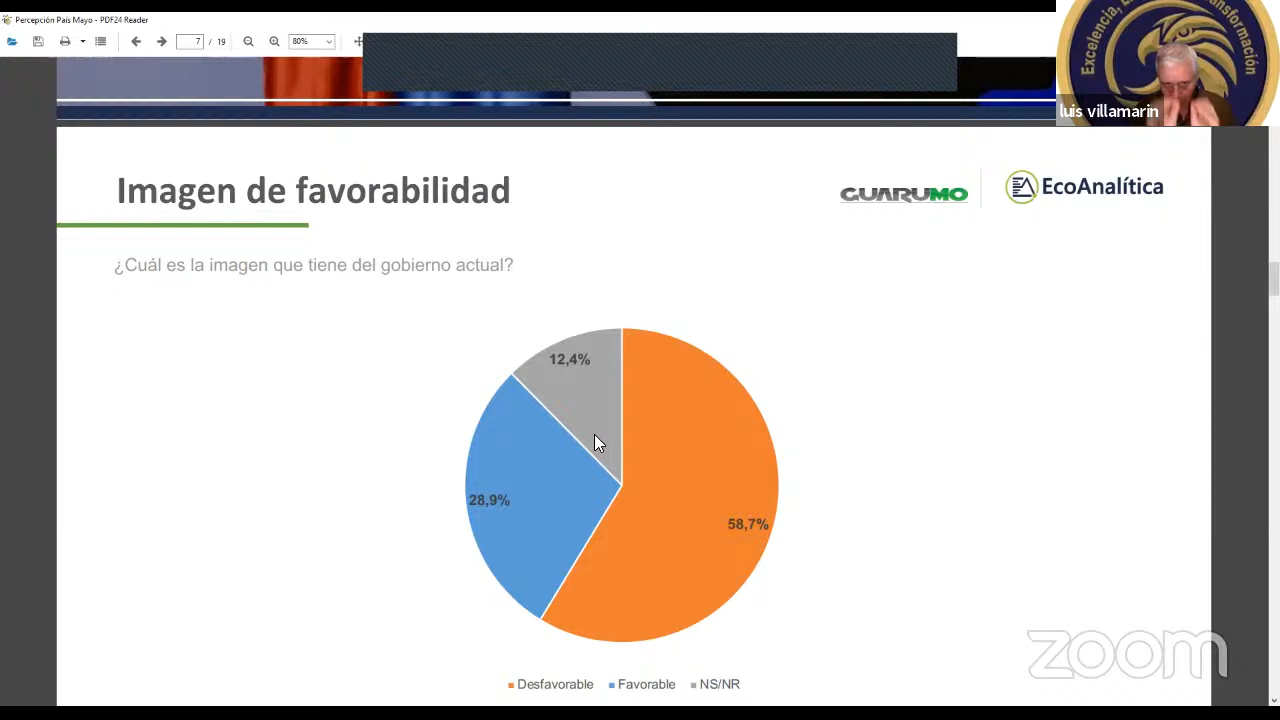 Percepción País Mayo - PDF24 Reader
7 / 19
80%
Excelencia, E Transformación
luis villamarin
Imagen de favorabilidad
GUARUMO
EcoAnalítica
¿Cuál es la imagen que tiene del gobierno actual?
12,4%
28,9%
58,7%
Desfavorable Favorable NS/NR
zoom